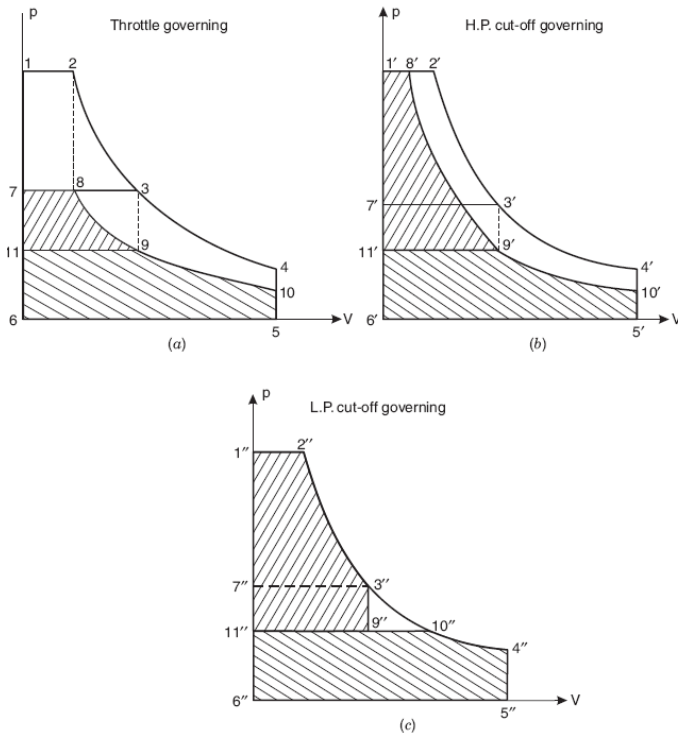 p
Throttle governing
1 2
7 8 3
11 9
4
10
6 5 V
(a)
p
H.P. cut-off governing
1′ 8′ 2′
7′ 3′
11′ 9′
4′
10′
6′ 5′ V
(b)
p
L.P. cut-off governing
1″ 2″
7″ 3″
11″ 9″ 10″
4″
6″ 5″ V
(c)